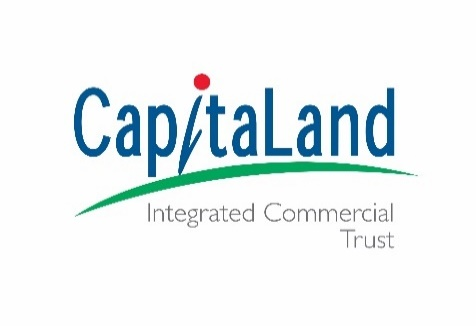 CapitaLand
Integrated Commercial
Trust